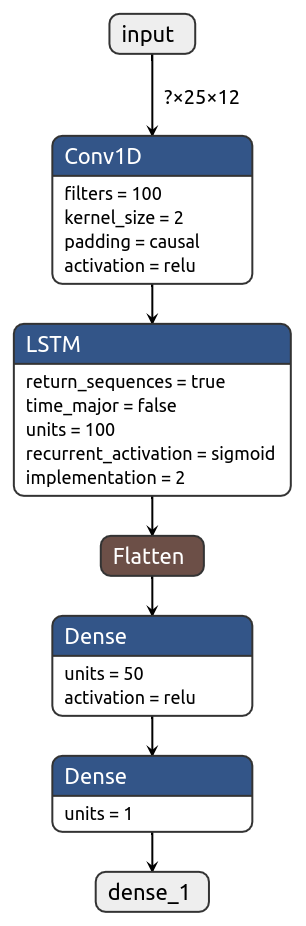 input
?×25×12
Conv1D
filters = 100
kernel_size = 2
padding = causal
activation = relu
LSTM
return_sequences = true
time_major = false
units = 100
recurrent_activation = sigmoid
implementation = 2
Flatten
Dense
units = 50
activation = relu
Dense
units = 1
dense_1